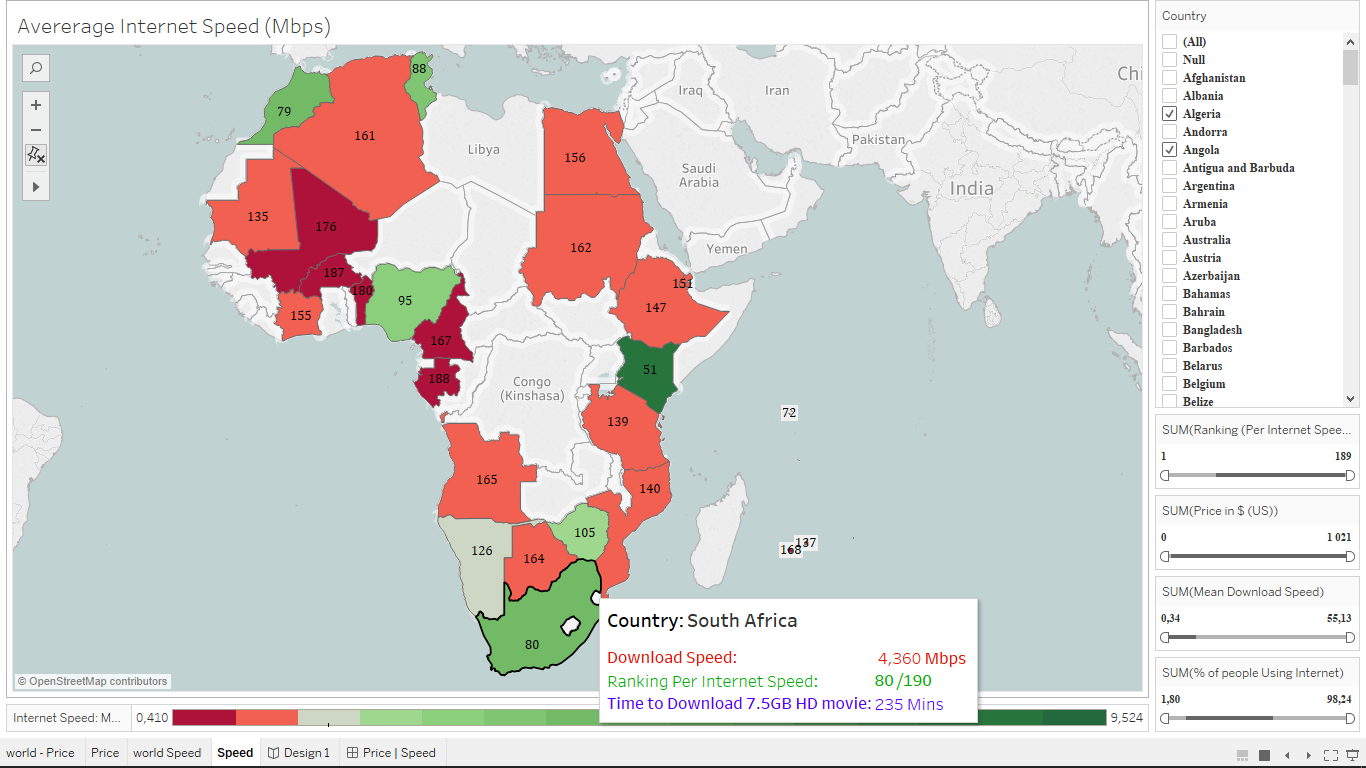 Avererage Internet Speed (Mbps)
Country
(All)
Null
Afghanistan
Albania
Algeria
Andorra
Angola
Antigua and Barbuda
Argentina
Armenia
Aruba
Australia
Austria
Azerbaijan
Bahamas
Bahrain
Bangladesh
Barbados
Belarus
Belgium
Belize
88
79
161
Libya
156
Iraq
Iran
Chi
Pakistan
Saudi
Arabia
India
Yemen
135
176
162
187
180
95
151
147
155
167
51
188
Congo
(Kinshasa)
72
139
165
140
105
126
164
137
168
80
Country: South Africa
Download Speed: 4,360 Mbps
Ranking Per Internet Speed: 80 /190
Time to Download 7.5GB HD movie: 235 Mins
© OpenStreetMap contributors
SUM(Ranking (Per Internet Spee...
1 189
SUM(Price in $ (US))
0 1 021
SUM(Mean Download Speed)
0,34 55,13
SUM(% of people Using Internet)
1,80 98,24
Internet Speed: M... 0,410 9,524
world - Price Price world Speed Speed Design 1 Price | Speed